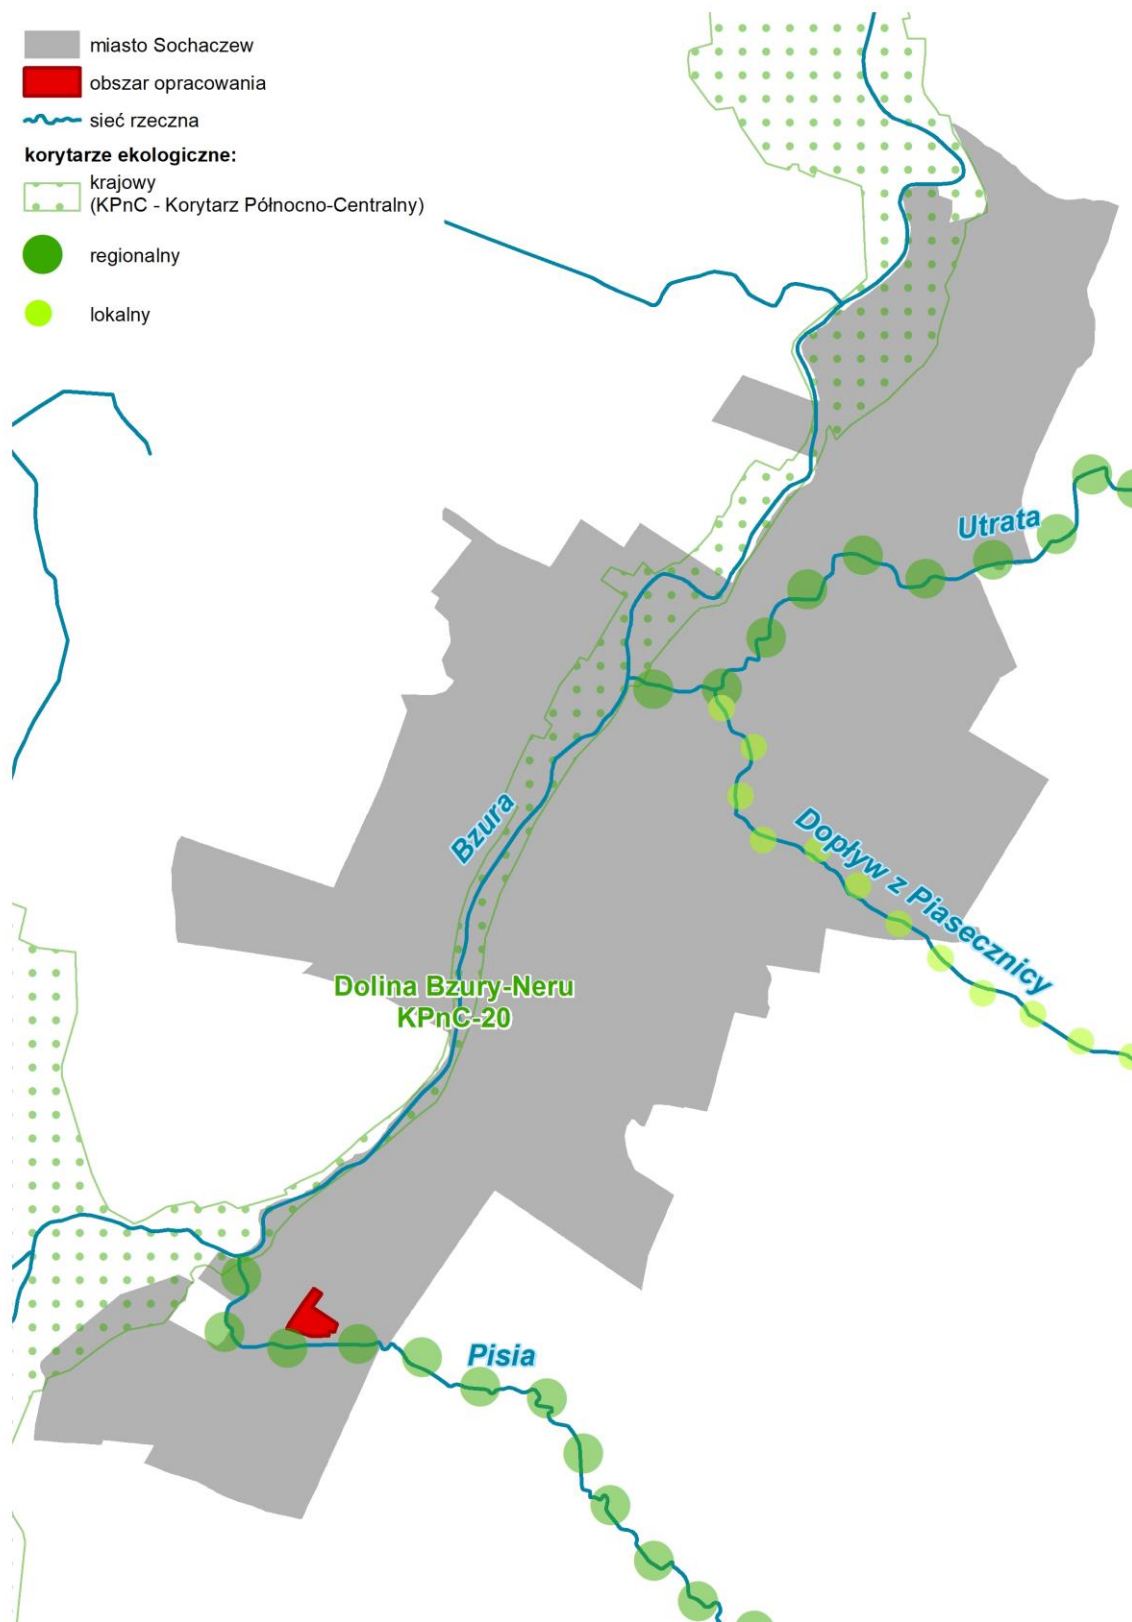 miasto Sochaczew
obszar opracowania
sieć rzeczna
korytarze ekologiczne:
krajowy
(KPnC - Korytarz Północno-Centralny)
regionalny
lokalny
Utrata
Bzura
Dopływ z Piasecznicy
Dolina Bzury-Neru
KPnC-20
Pisia